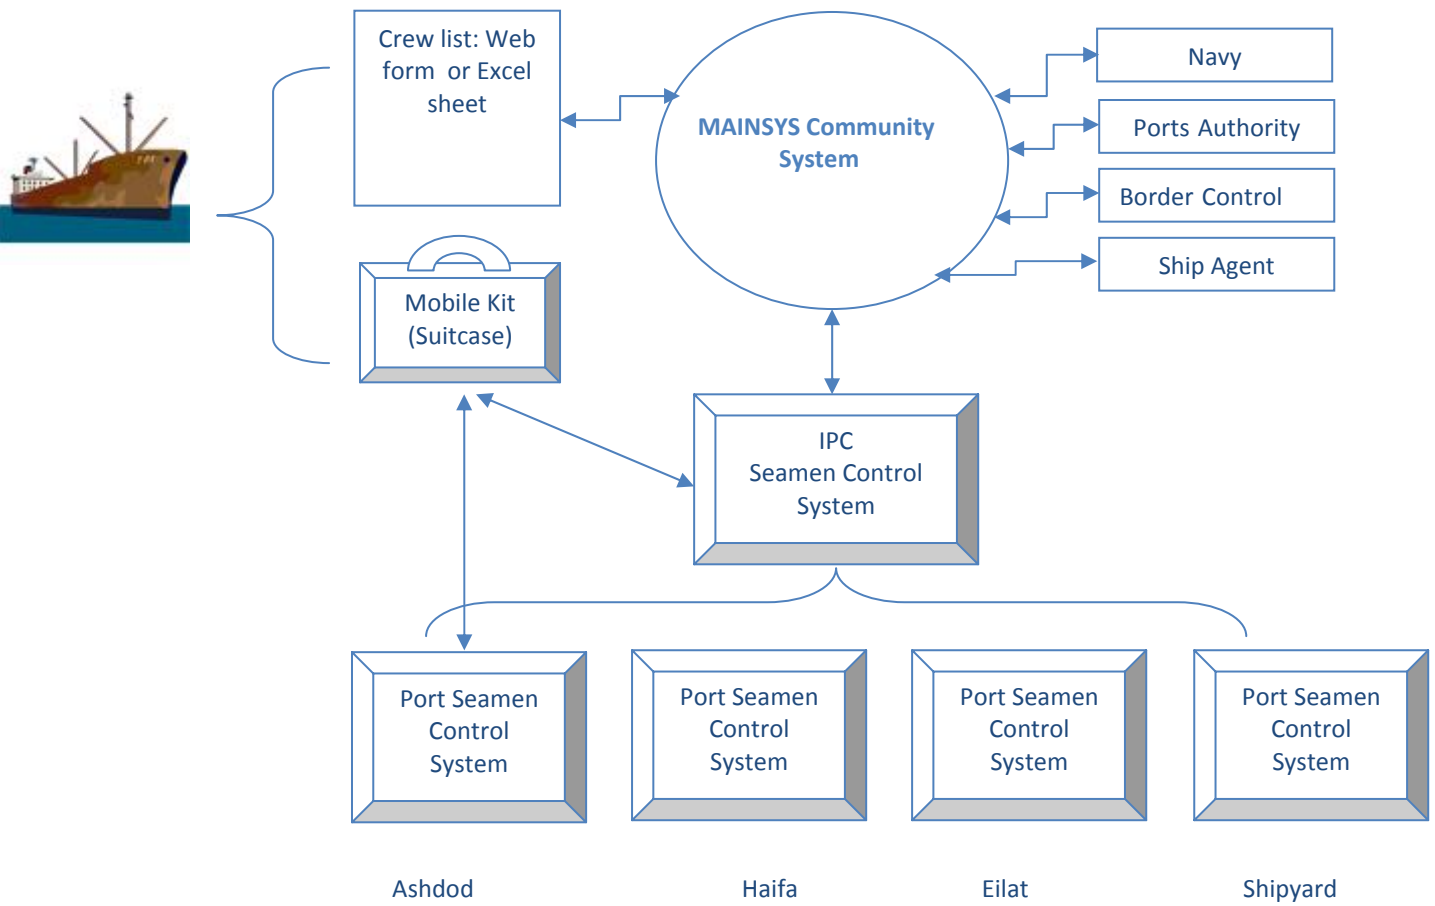 Crew list: Web
form or Excel
sheet
MAINSYS Community
System
Navy
Ports Authority
Border Control
Ship Agent
Mobile Kit
(Suitcase)
IPC
Seamen Control
System
Port Seamen
Control
System
Port Seamen
Control
System
Port Seamen
Control
System
Port Seamen
Control
System
Ashdod
Haifa
Eilat
Shipyard